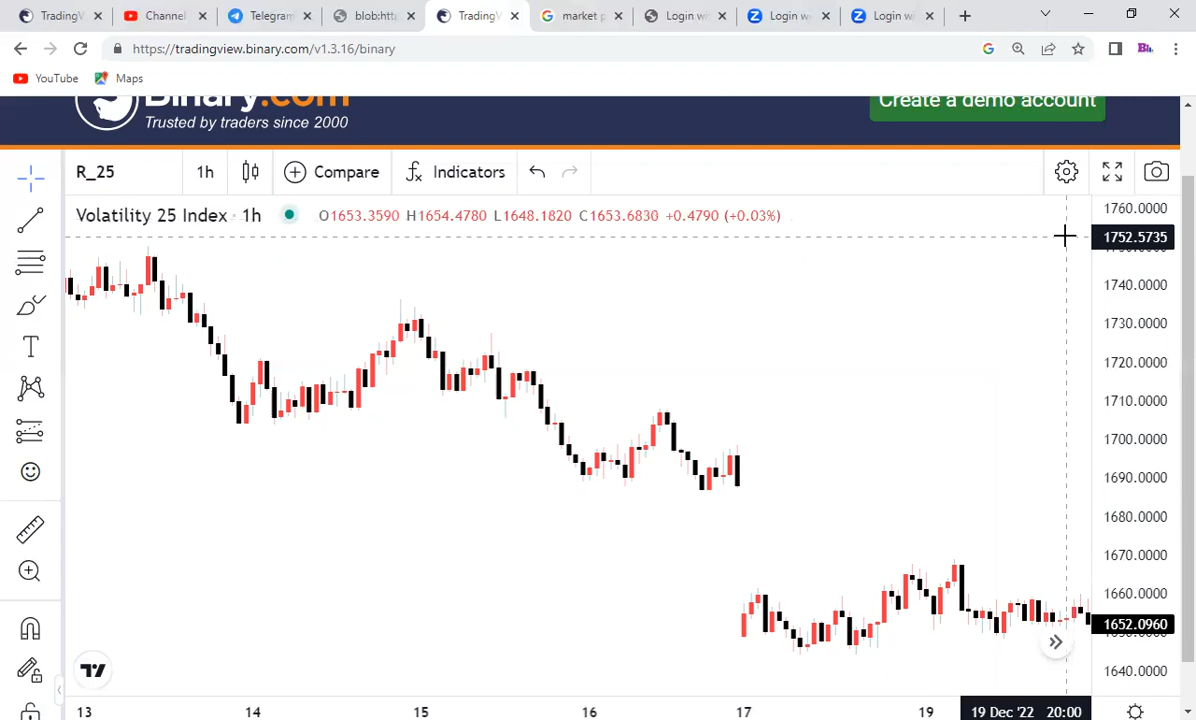 TradingV
Channel
Telegram
blob:http
TradingV
market p
Login w
Login w
Login w
https://tradingview.binary.com/v1.3.16/binary
YouTube
Maps
Binary.com
Trusted by traders since 2000
Create a demo account
R_25
1h
Compare
Indicators
Volatility 25 Index · 1h
O1653.3590 H1654.4780 L1648.1820 C1653.6830 +0.4790 (+0.03%)
1760.0000
1752.5735
1740.0000
1730.0000
1720.0000
1710.0000
1700.0000
1690.0000
1680.0000
1670.0000
1660.0000
1652.0960
1640.0000
13
14
15
16
17
19
19 Dec '22 20:00